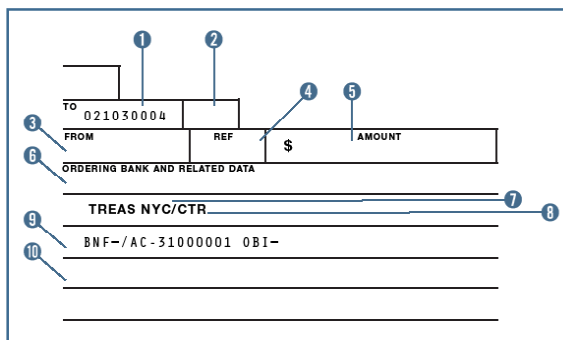 1 2
TO 021030004
3 4 5
FROM REF $ AMOUNT
6 ORDERING BANK AND RELATED DATA
7
TREAS NYC/CTR 8
9 BNF-/AC-31000001 OBI-
10